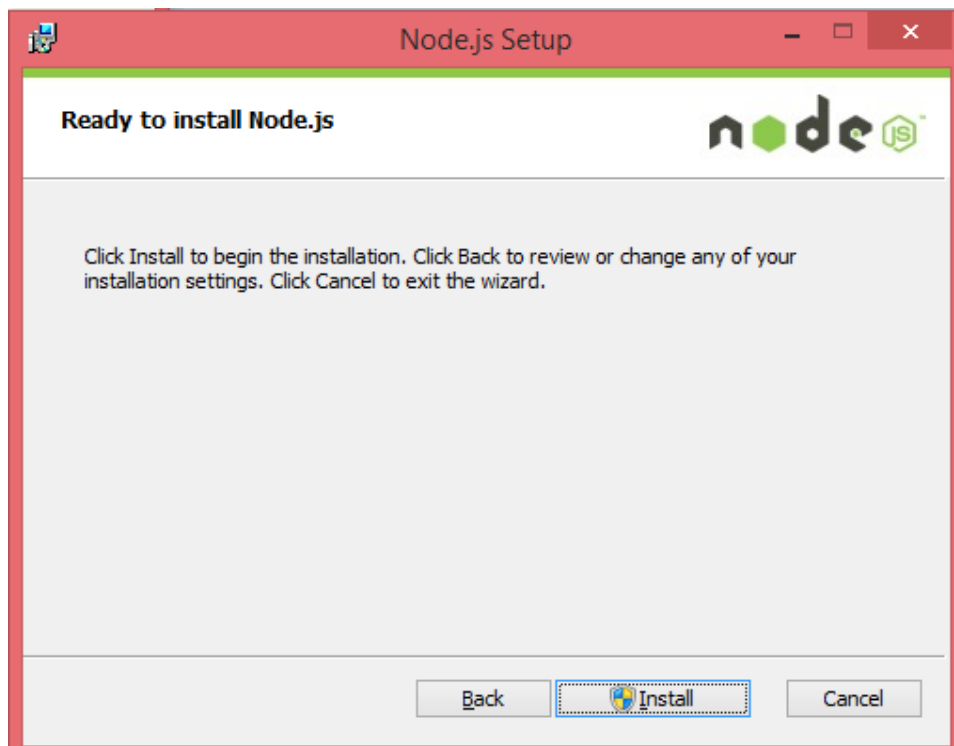 Node.js Setup
Ready to install Node.js
node JS ™
Click Install to begin the installation. Click Back to review or change any of your
installation settings. Click Cancel to exit the wizard.
Back
Install
Cancel